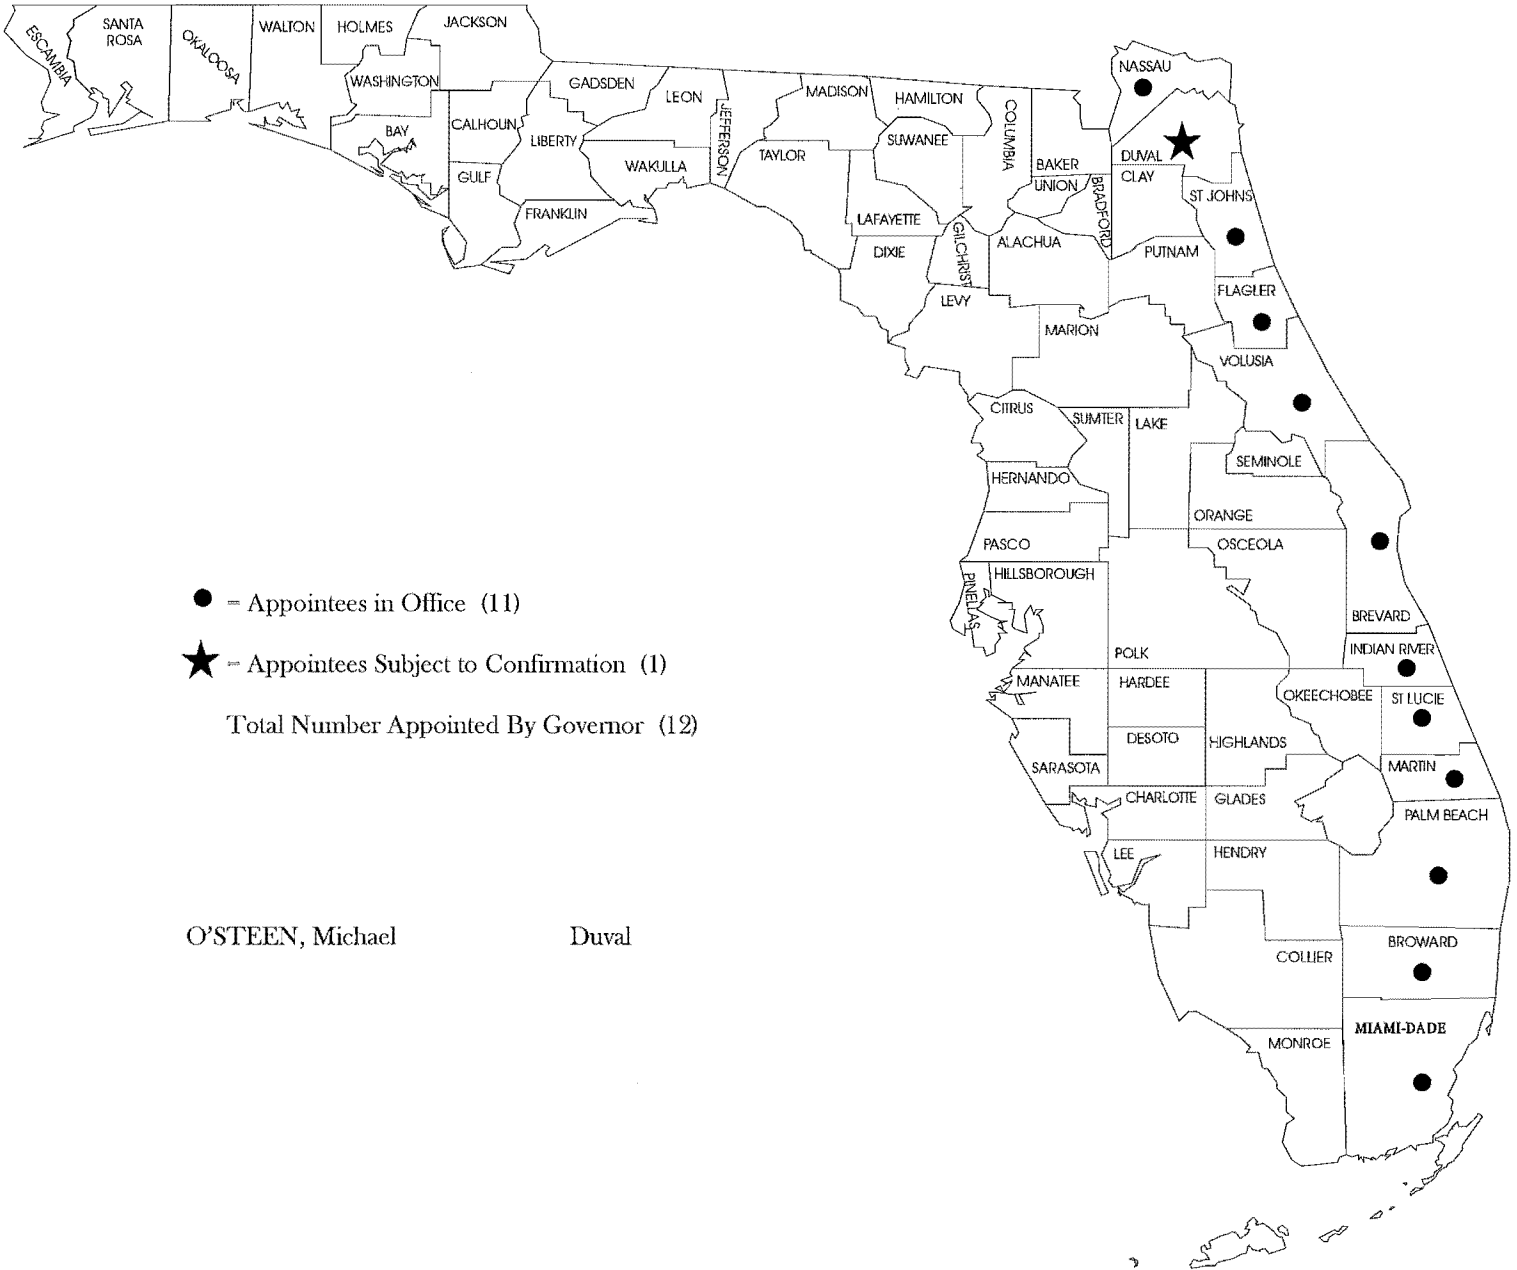 ESCAMBIA
SANTA
ROSA
OKALOOSA
WALTON
HOLMES
JACKSON
WASHINGTON
BAY
CALHOUN
GULF
GADSDEN
LIBERTY
FRANKLIN
LEON
WAKULLA
JEFFERSON
TAYLOR
MADISON
HAMILTON
SUWANEE
LAFAYETTE
DIXIE
COLUMBIA
GILCHRIST
LEVY
BAKER
UNION
BRADFORD
ALACHUA
NASSAU
DUVAL
CLAY
ST JOHNS
PUTNAM
FLAGLER
MARION
VOLUSIA
CITRUS
SUMTER
LAKE
SEMINOLE
HERNANDO
ORANGE
PASCO
OSCEOLA
PINELLAS
HILLSBOROUGH
POLK
BREVARD
INDIAN RIVER
MANATEE
HARDEE
OKEECHOBEE
ST LUCIE
DESOTO
HIGHLANDS
SARASOTA
MARTIN
CHARLOTTE
GLADES
PALM BEACH
LEE
HENDRY
COLLIER
BROWARD
MONROE
MIAMI-DADE
= Appointees in Office (11)
= Appointees Subject to Confirmation (1)
Total Number Appointed By Governor (12)
O'STEEN, Michael Duval